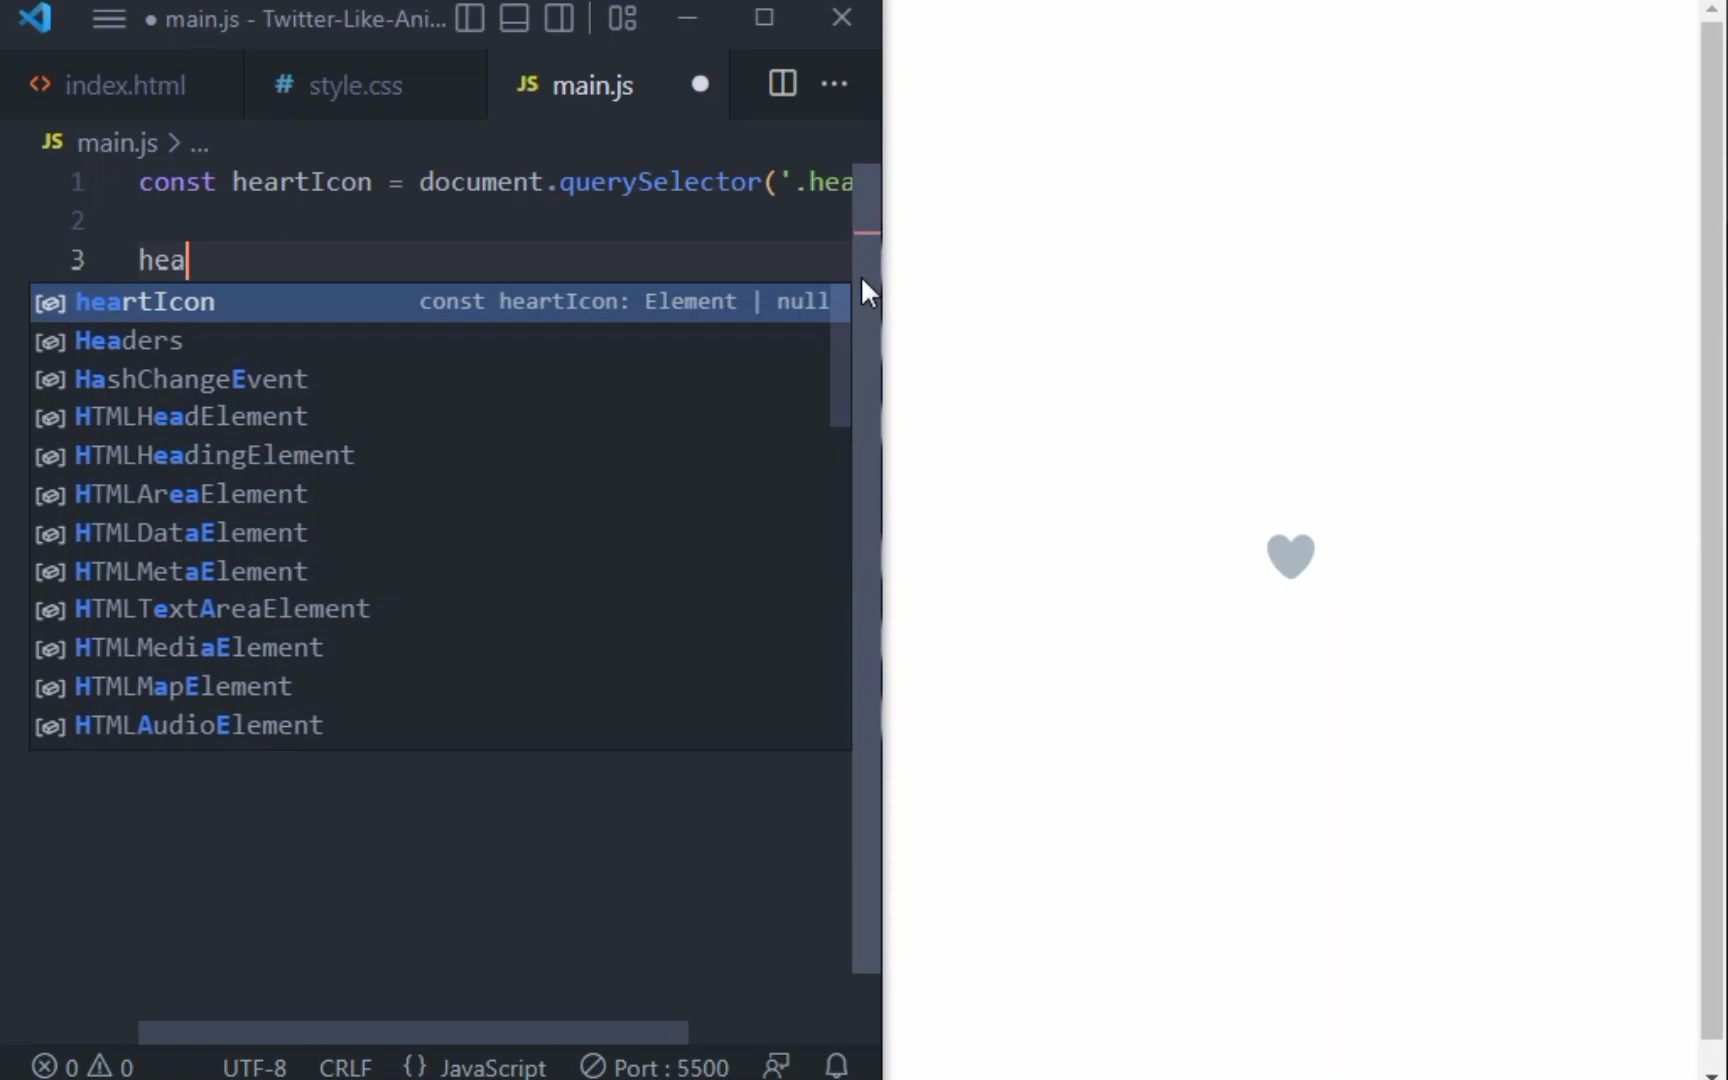 ● main.js - Twitter-Like-Ani...
index.html
# style.css
JS main.js ●
JS main.js > ...
1 const heartIcon = document.querySelector('.hea
2
3 hea
heartIcon const heartIcon: Element | null
Headers
HashChangeEvent
HTMLHeadElement
HTMLHeadingElement
HTMLAreaElement
HTMLDataElement
HTMLMetaElement
HTMLTextAreaElement
HTMLMediaElement
HTMLMapElement
HTMLAudioElement
0 0 UTF-8 CRLF {} JavaScript Port : 5500